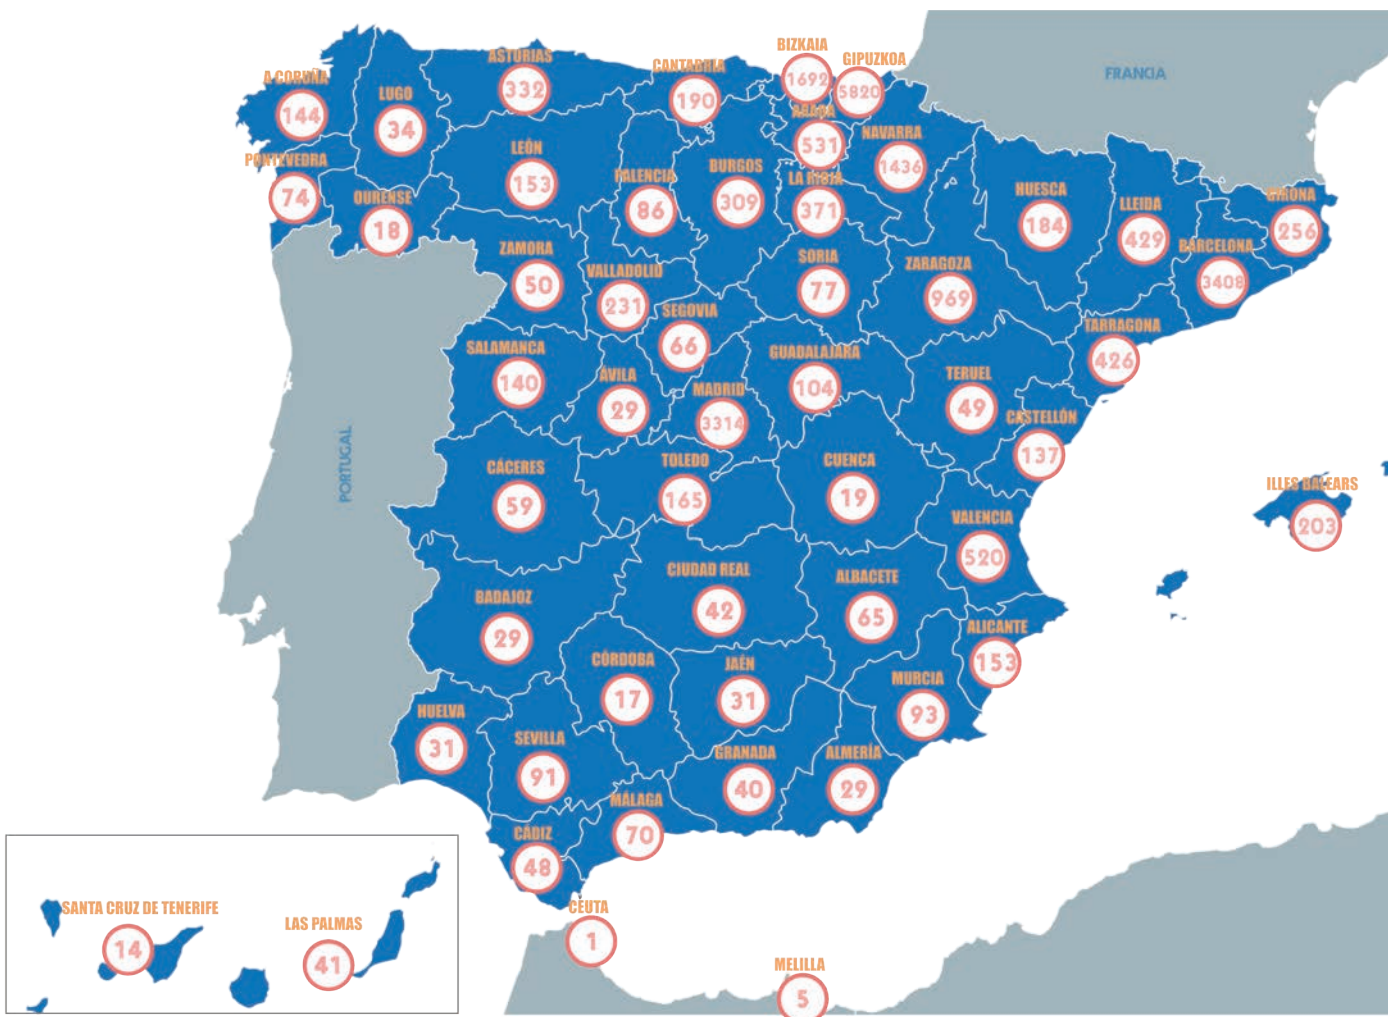 BIZKAIA
1692
GIPUZKOA
5820
ASTURIAS
332
CANTABRIA
190
A CORUÑA
144
LUGO
34
FRANCIA
ARABA
531
NAVARRA
1436
PONTEVEDRA
74
OURENSE
18
LEÓN
153
PALENCIA
86
BURGOS
309
LA RIOJA
371
HUESCA
184
LLEIDA
429
GIRONA
256
BARCELONA
3408
ZAMORA
50
VALLADOLID
231
SORIA
77
ZARAGOZA
969
SEGOVIA
66
TARRAGONA
426
SALAMANCA
140
ÁVILA
29
MADRID
3314
GUADALAJARA
104
TERUEL
49
CASTELLÓN
137
PORTUGAL
CÁCERES
59
TOLEDO
165
CUENCA
19
VALENCIA
520
ILLES BALEARS
203
BADAJOZ
29
CIUDAD REAL
42
ALBACETE
65
ALICANTE
153
CÓRDOBA
17
JAÉN
31
MURCIA
93
HUELVA
31
SEVILLA
91
GRANADA
40
ALMERÍA
29
MÁLAGA
70
CÁDIZ
48
SANTA CRUZ DE TENERIFE
14
LAS PALMAS
41
CEUTA
1
MELILLA
5